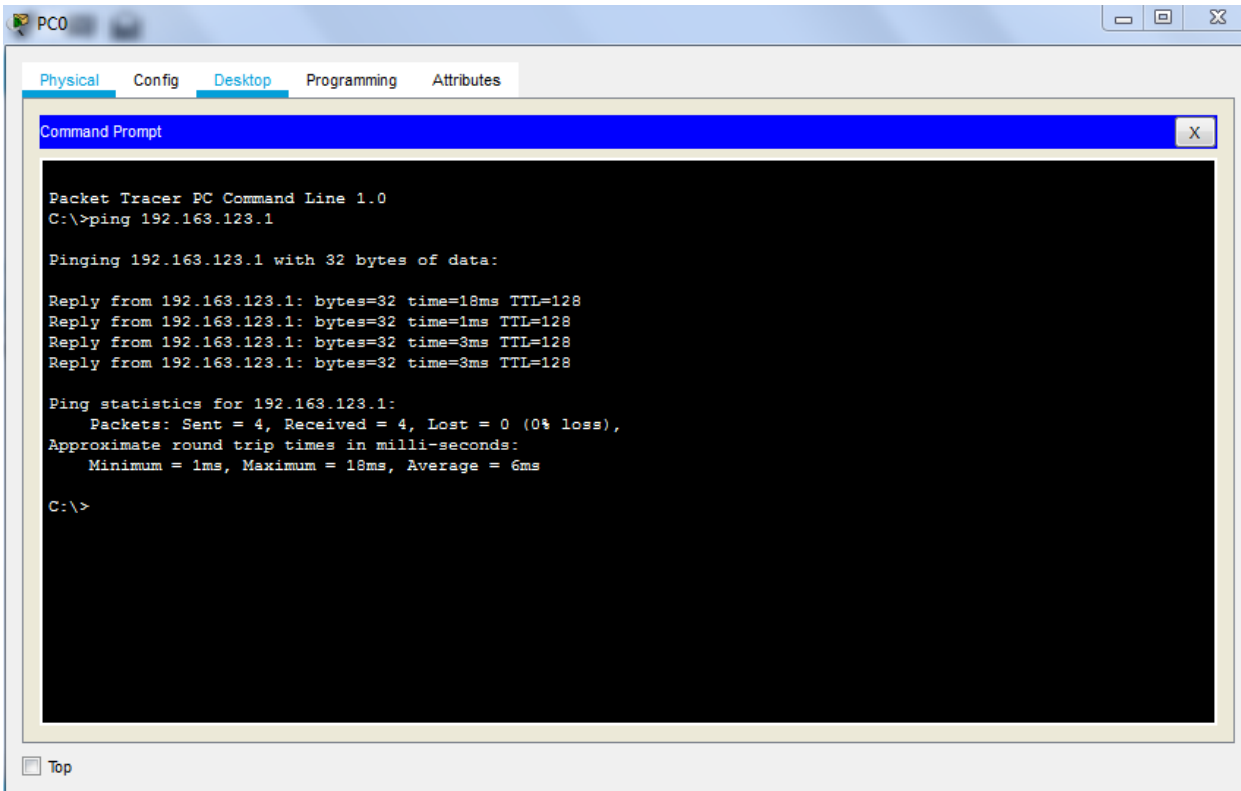 PC0
Physical Config Desktop Programming Attributes
Command Prompt
X
Packet Tracer PC Command Line 1.0
C:\>ping 192.163.123.1
Pinging 192.163.123.1 with 32 bytes of data:
Reply from 192.163.123.1: bytes=32 time=18ms TTL=128
Reply from 192.163.123.1: bytes=32 time=1ms TTL=128
Reply from 192.163.123.1: bytes=32 time=3ms TTL=128
Reply from 192.163.123.1: bytes=32 time=3ms TTL=128
Ping statistics for 192.163.123.1:
Packets: Sent = 4, Received = 4, Lost = 0 (0% loss),
Approximate round trip times in milli-seconds:
Minimum = 1ms, Maximum = 18ms, Average = 6ms
C:\>
Top